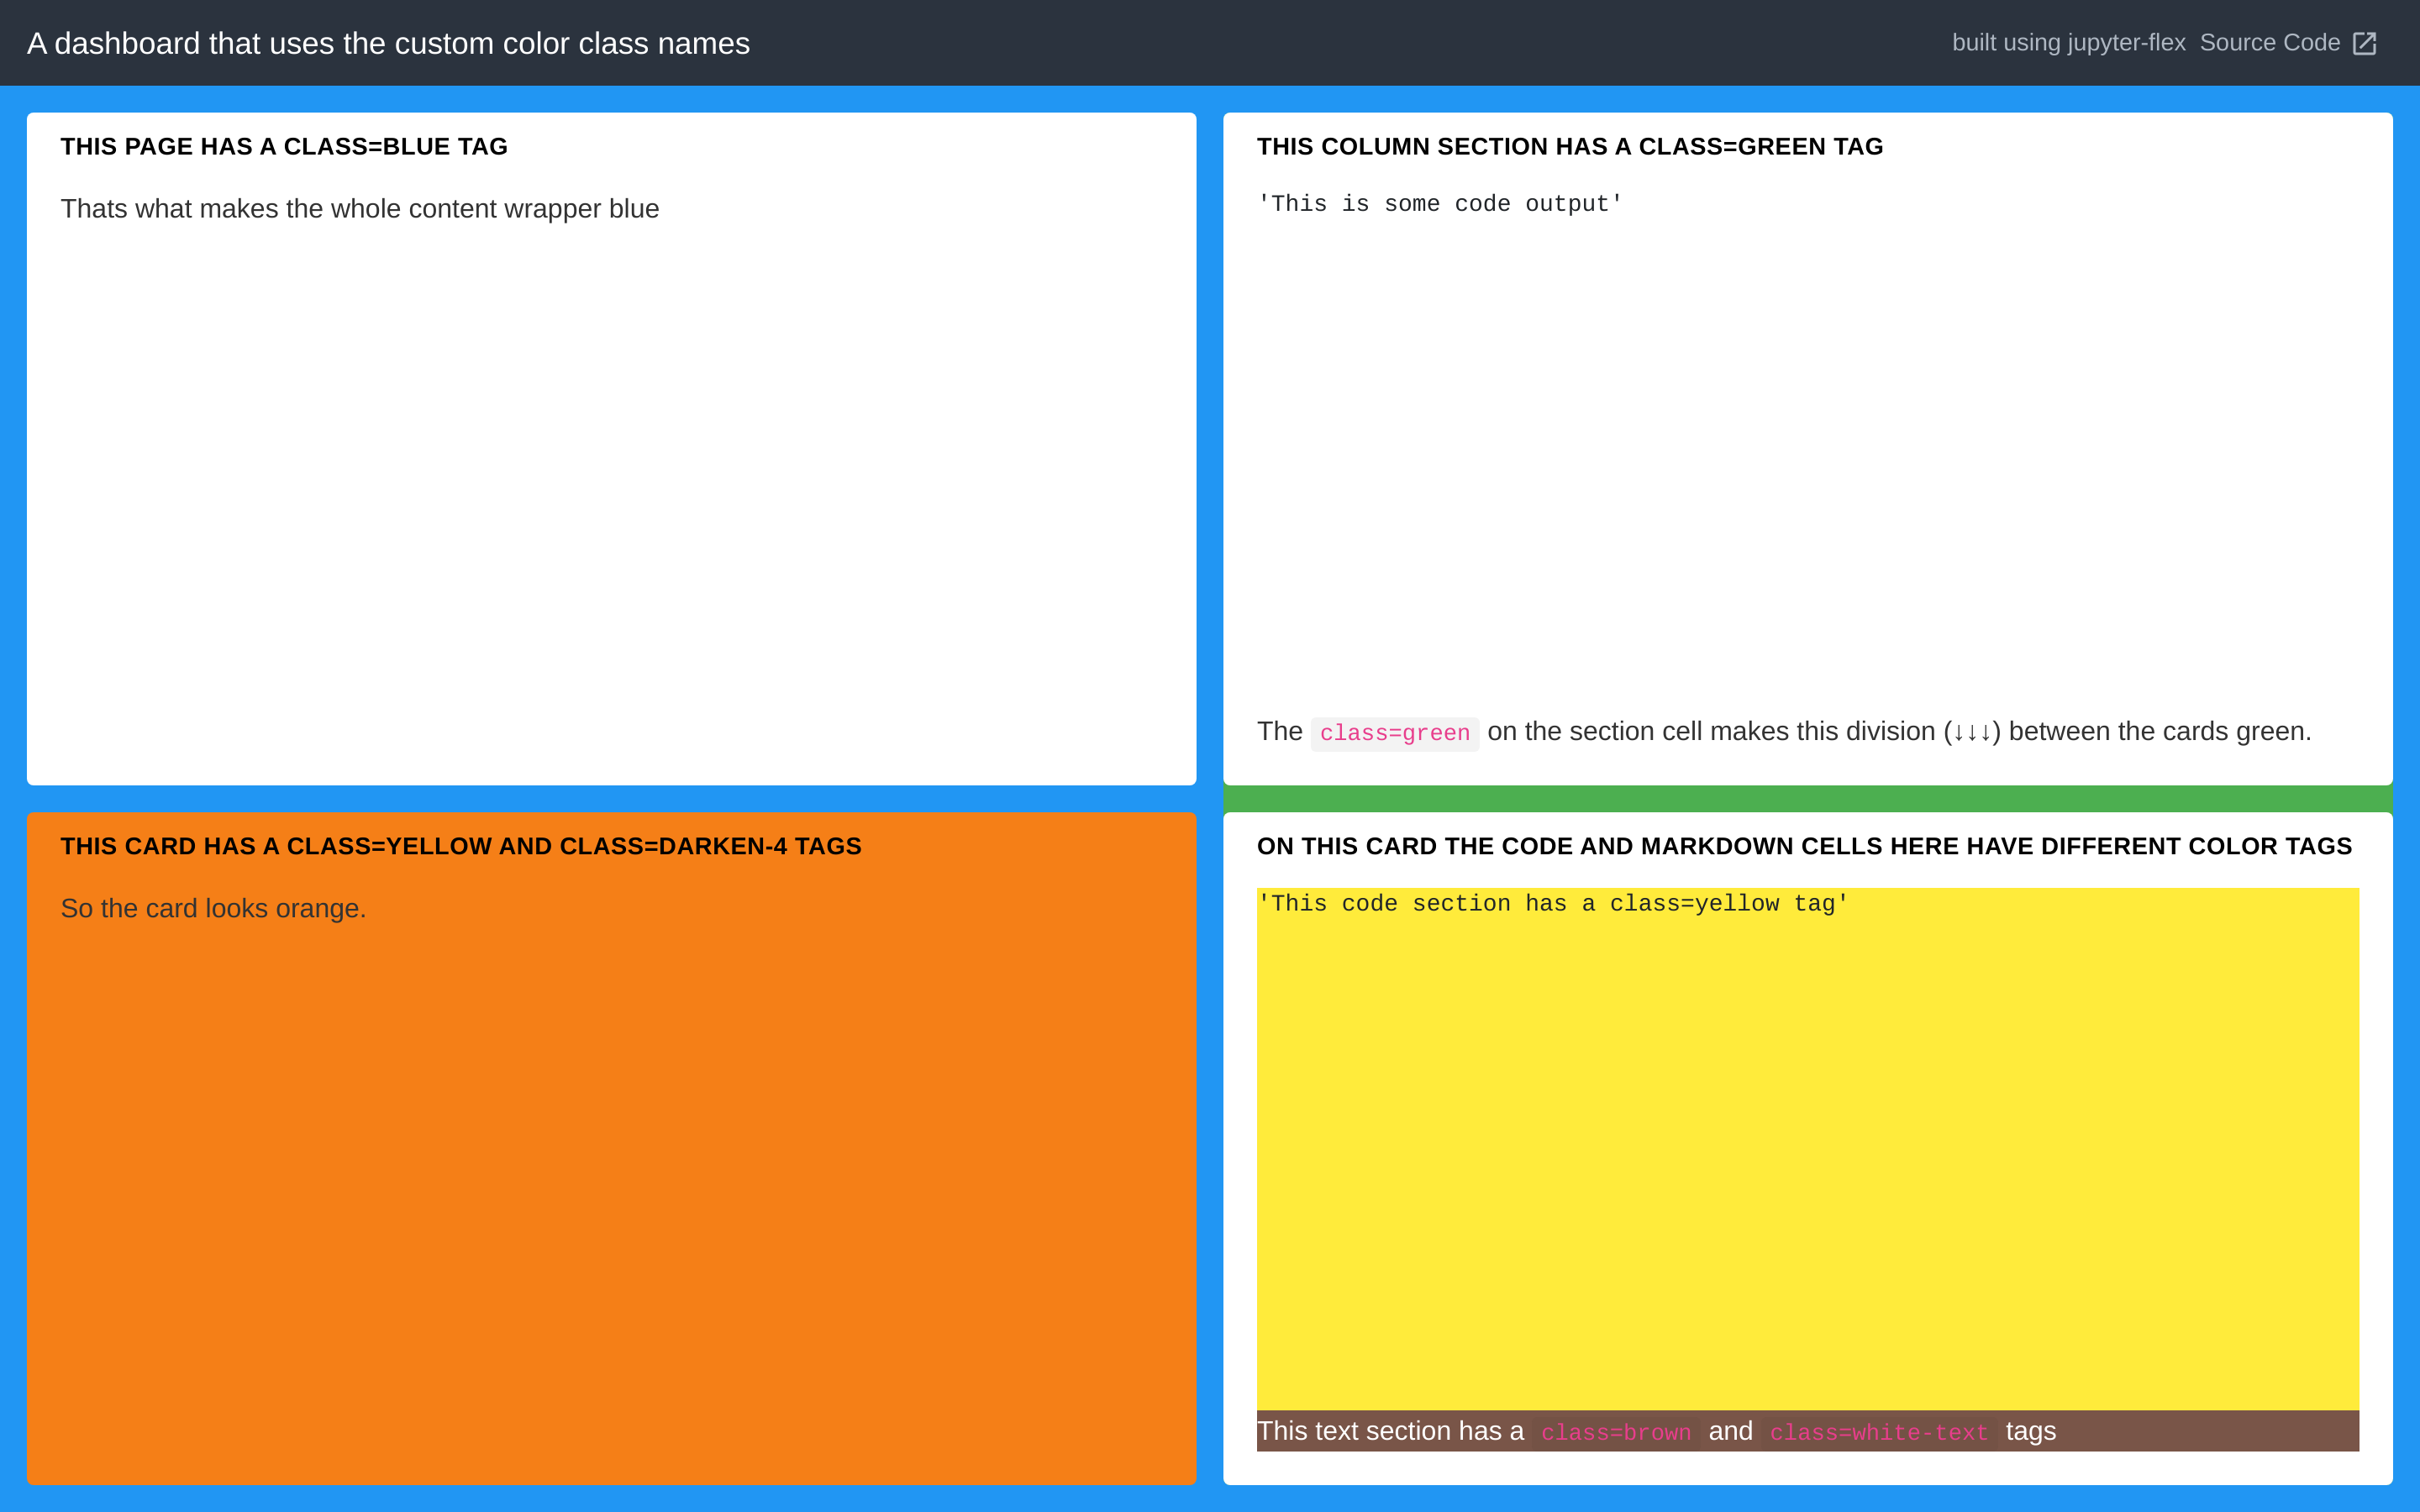 A dashboard that uses the custom color class names
built using jupyter-flex Source Code
THIS PAGE HAS A CLASS=BLUE TAG
Thats what makes the whole content wrapper blue
THIS COLUMN SECTION HAS A CLASS=GREEN TAG
'This is some code output'
The class=green on the section cell makes this division (↓↓↓) between the cards green.
THIS CARD HAS A CLASS=YELLOW AND CLASS=DARKEN-4 TAGS
So the card looks orange.
ON THIS CARD THE CODE AND MARKDOWN CELLS HERE HAVE DIFFERENT COLOR TAGS
'This code section has a class=yellow tag'
This text section has a class=brown and class=white-text tags